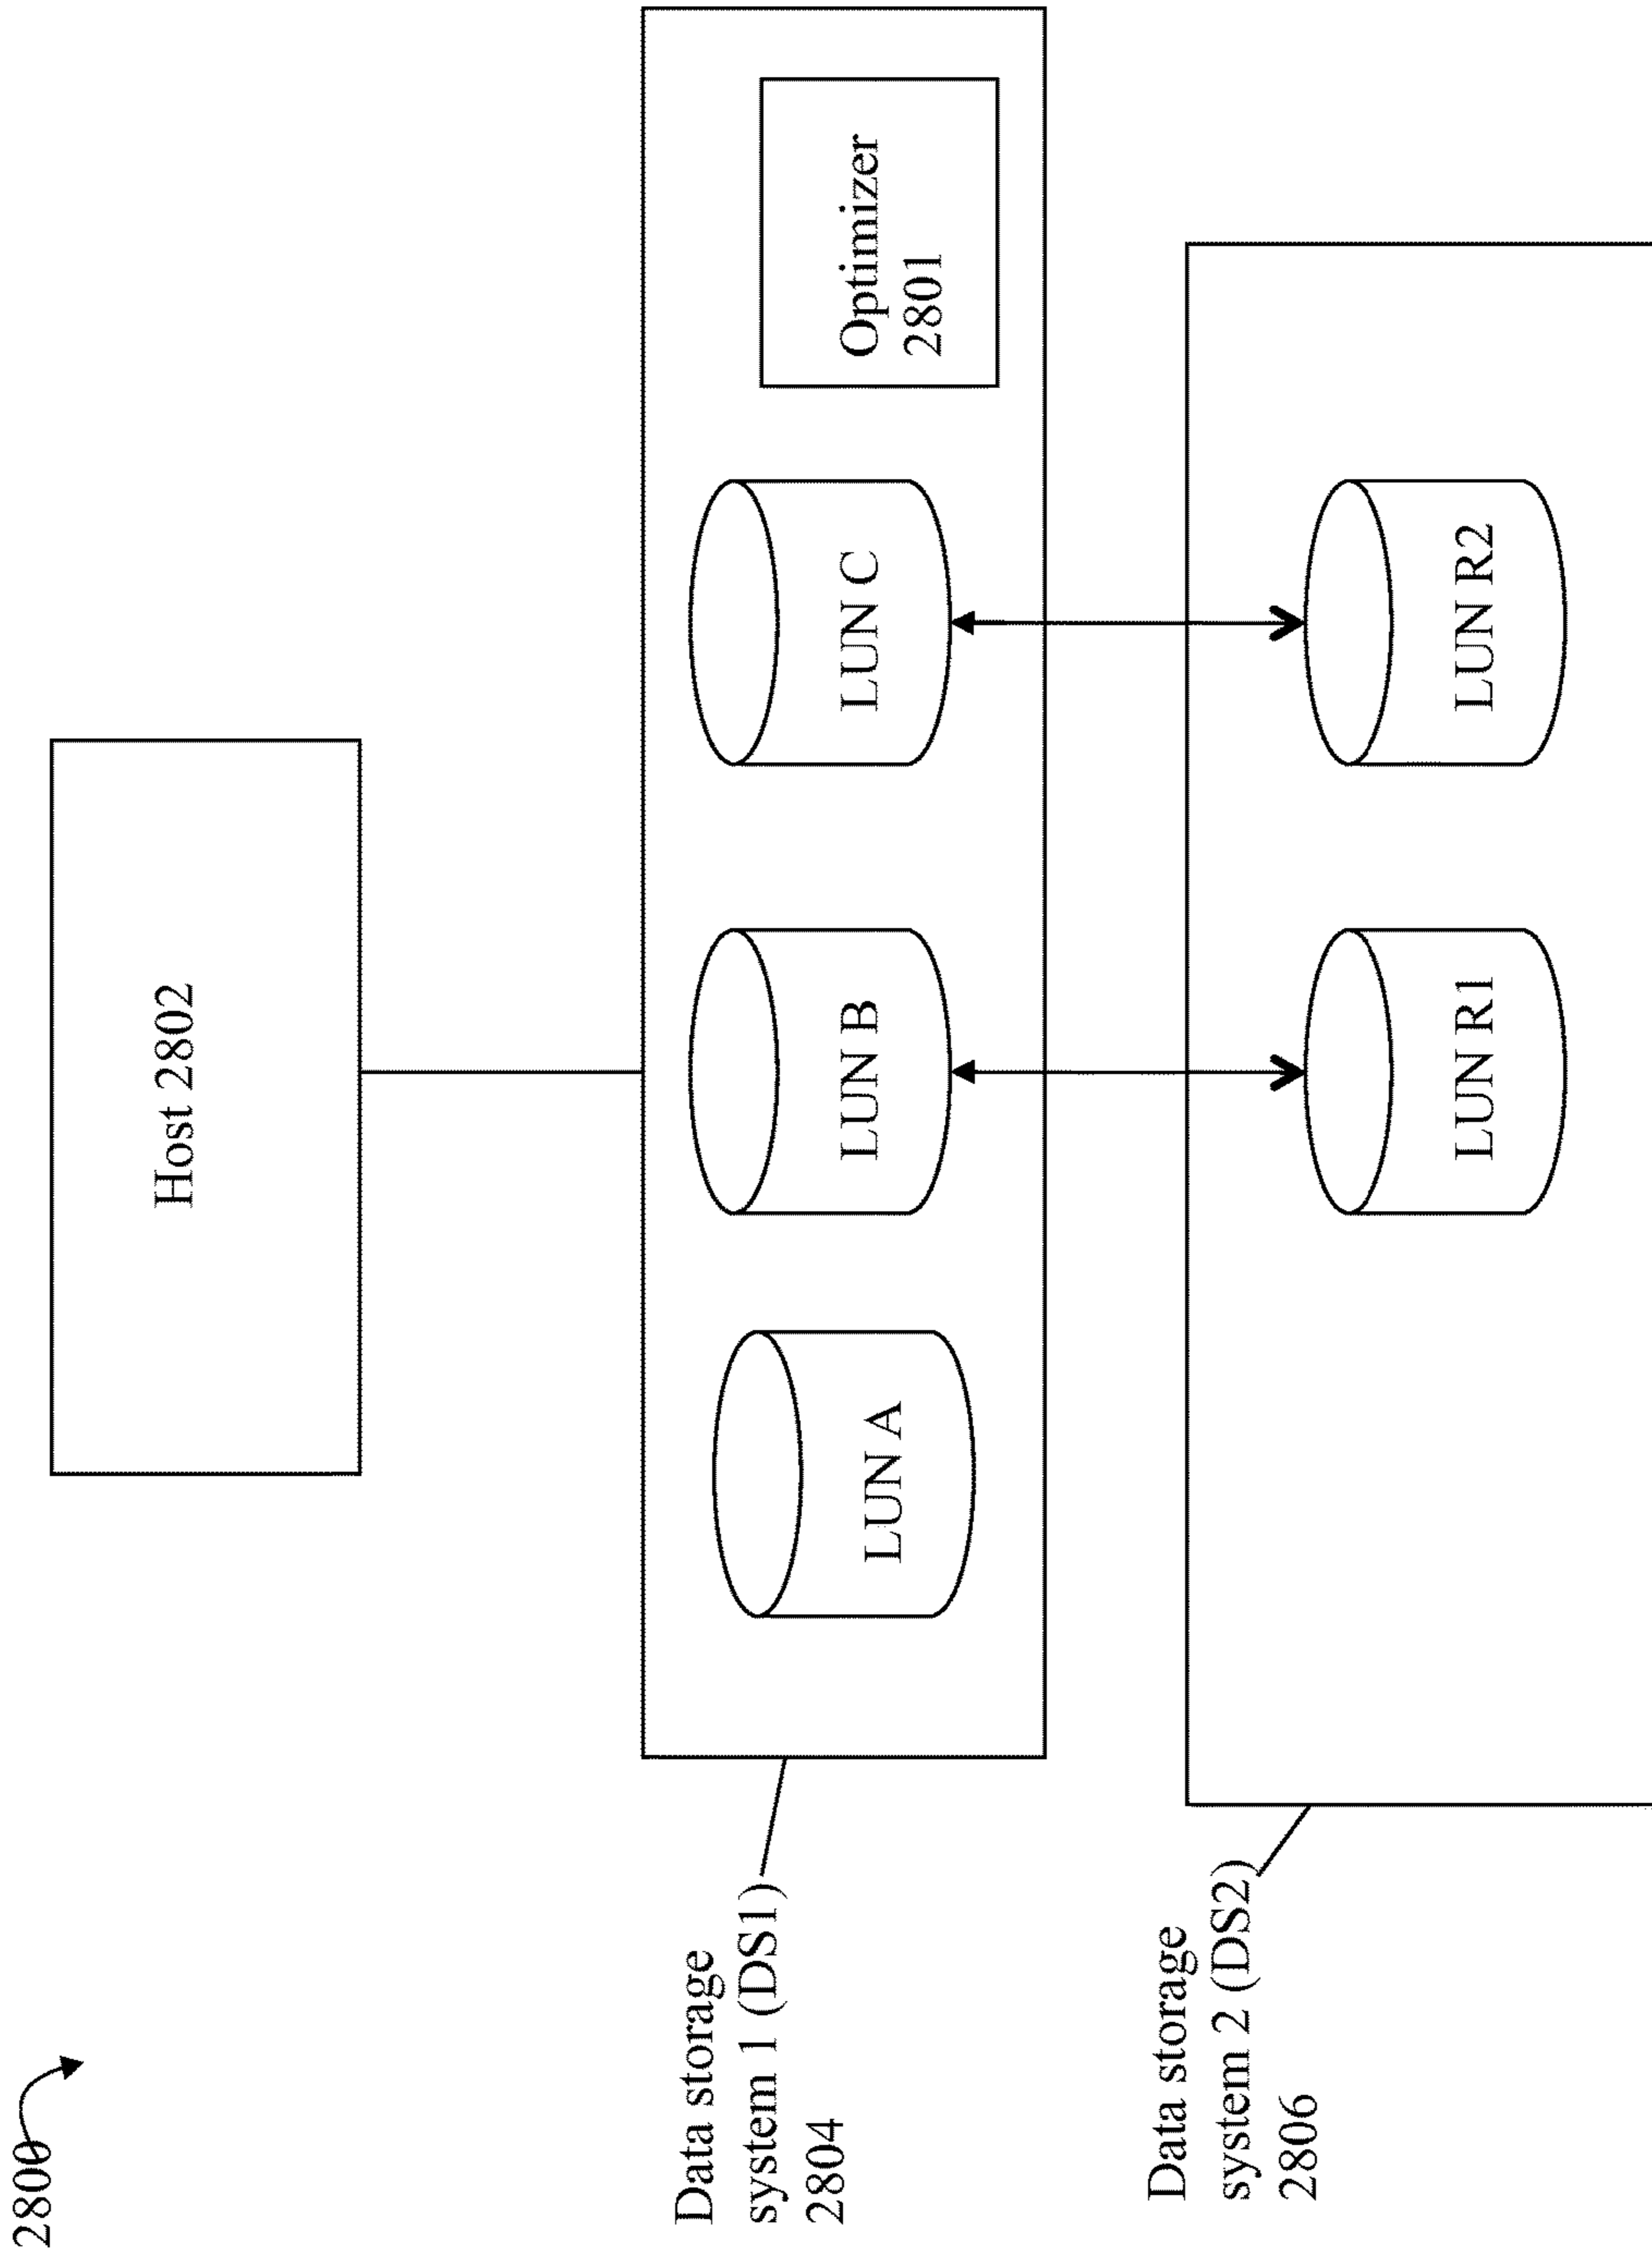 2800
Host 2802
Data storage
system 1 (DS1)
2804
LUN A
LUN B
LUN C
Optimizer
2801
Data storage
system 2 (DS2)
2806
LUN R1
LUN R2